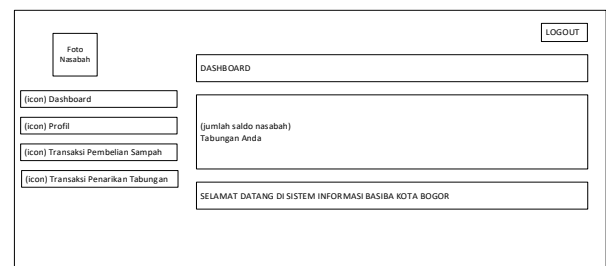 LOGOUT
Foto
Nasabah
DASHBOARD
(icon) Dashboard
(icon) Profil
(icon) Transaksi Pembelian Sampah
(icon) Transaksi Penarikan Tabungan
(jumlah saldo nasabah)
Tabungan Anda
SELAMAT DATANG DI SISTEM INFORMASI BASIBA KOTA BOGOR